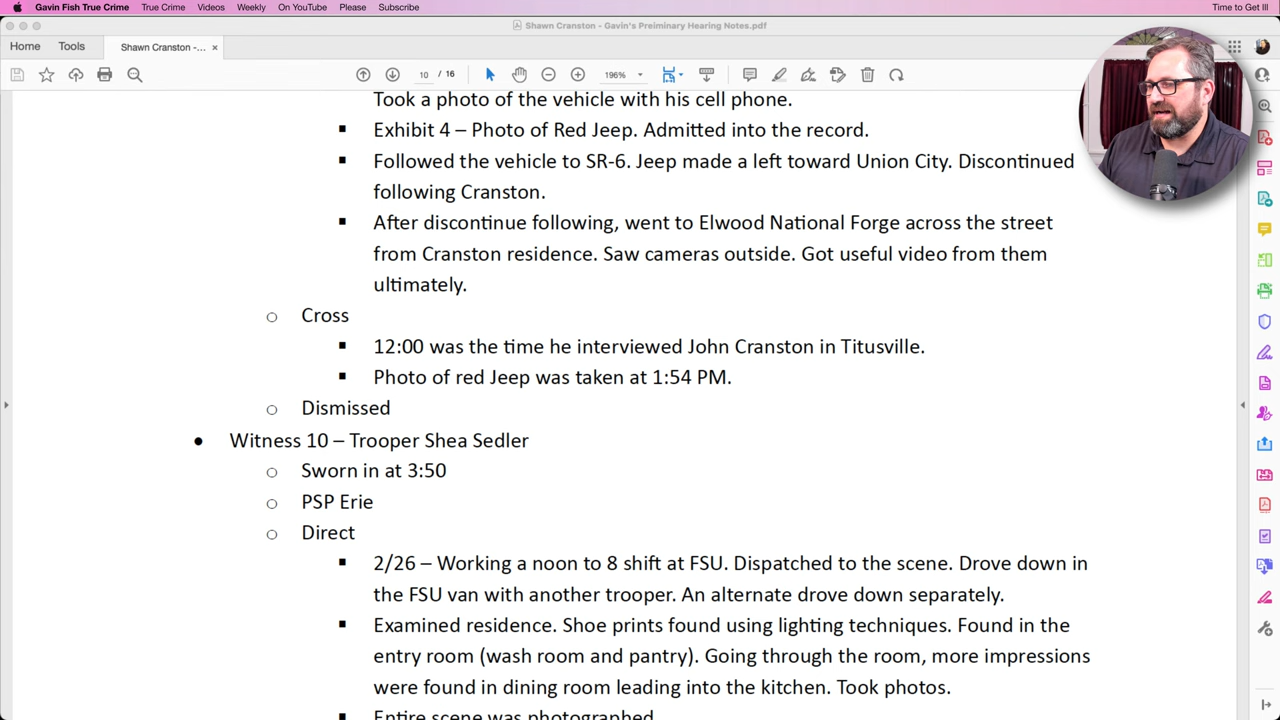 Gavin Fish True Crime True Crime Videos Weekly On YouTube Please Subscribe Time to Get Ill
Shawn Cranston - Gavin's Preiminary Hearing Notes.pdf
Home Tools Shawn Cranston -... ×
10 / 16 196%
Took a photo of the vehicle with his cell phone.
▪ Exhibit 4 – Photo of Red Jeep. Admitted into the record.
▪ Followed the vehicle to SR-6. Jeep made a left toward Union City. Discontinued
following Cranston.
▪ After discontinue following, went to Elwood National Forge across the street
from Cranston residence. Saw cameras outside. Got useful video from them
ultimately.
o Cross
▪ 12:00 was the time he interviewed John Cranston in Titusville.
▪ Photo of red Jeep was taken at 1:54 PM.
o Dismissed
• Witness 10 – Trooper Shea Sedler
o Sworn in at 3:50
o PSP Erie
o Direct
▪ 2/26 – Working a noon to 8 shift at FSU. Dispatched to the scene. Drove down in
the FSU van with another trooper. An alternate drove down separately.
▪ Examined residence. Shoe prints found using lighting techniques. Found in the
entry room (wash room and pantry). Going through the room, more impressions
were found in dining room leading into the kitchen. Took photos.
▪ Entire scene was photographed